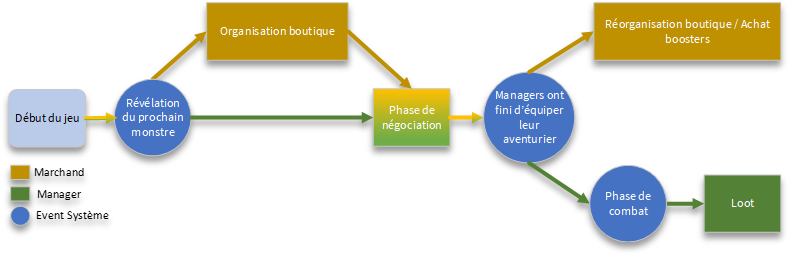 Organisation boutique
Réorganisation boutique / Achat
boosters
Début du jeu
Révélation
du prochain
monstre
Phase de
négociation
Managers ont
fini d'équiper
leur
aventurier
Marchand
Manager
Event Système
Phase de
combat
Loot